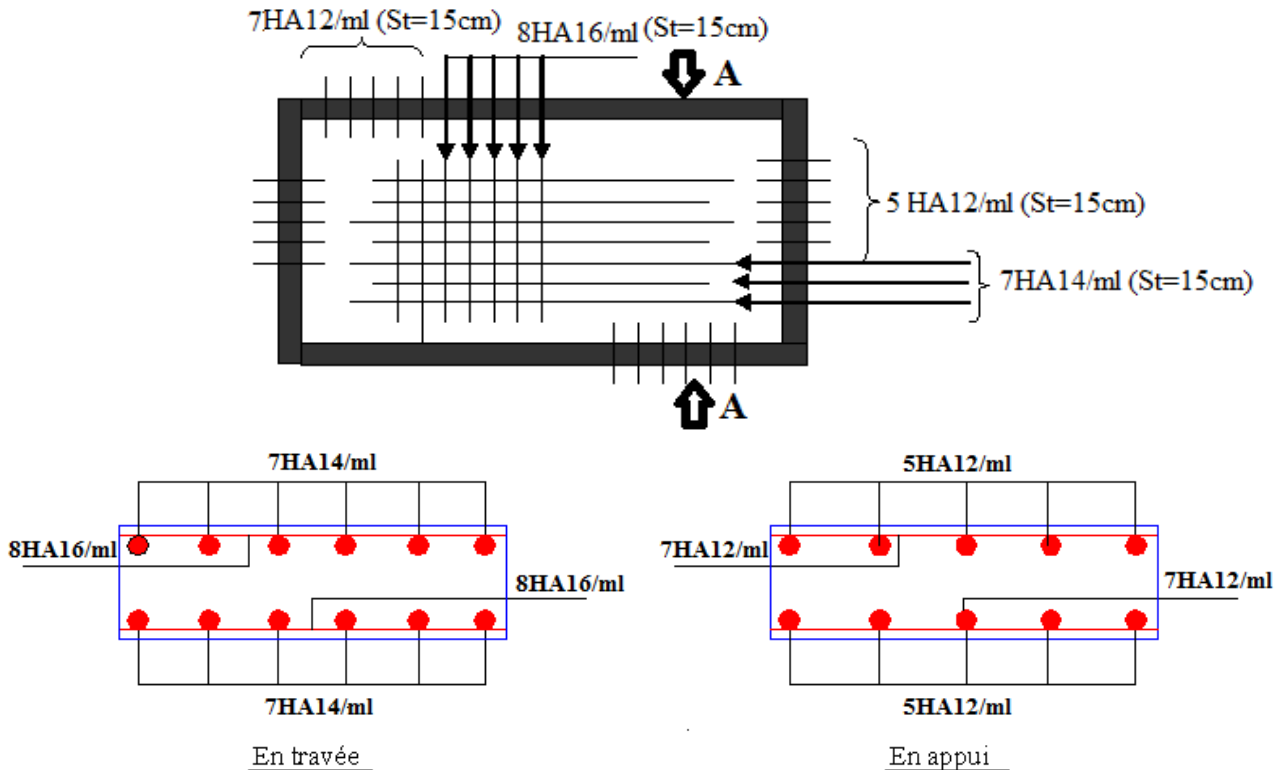 7HA12/ml (St=15cm)
8HA16/ml (St=15cm)
A
5 HA12/ml (St=15cm)
7HA14/ml (St=15cm)
A
7HA14/ml
5HA12/ml
8HA16/ml
7HA12/ml
8HA16/ml
7HA12/ml
7HA14/ml
5HA12/ml
En travée
En appui